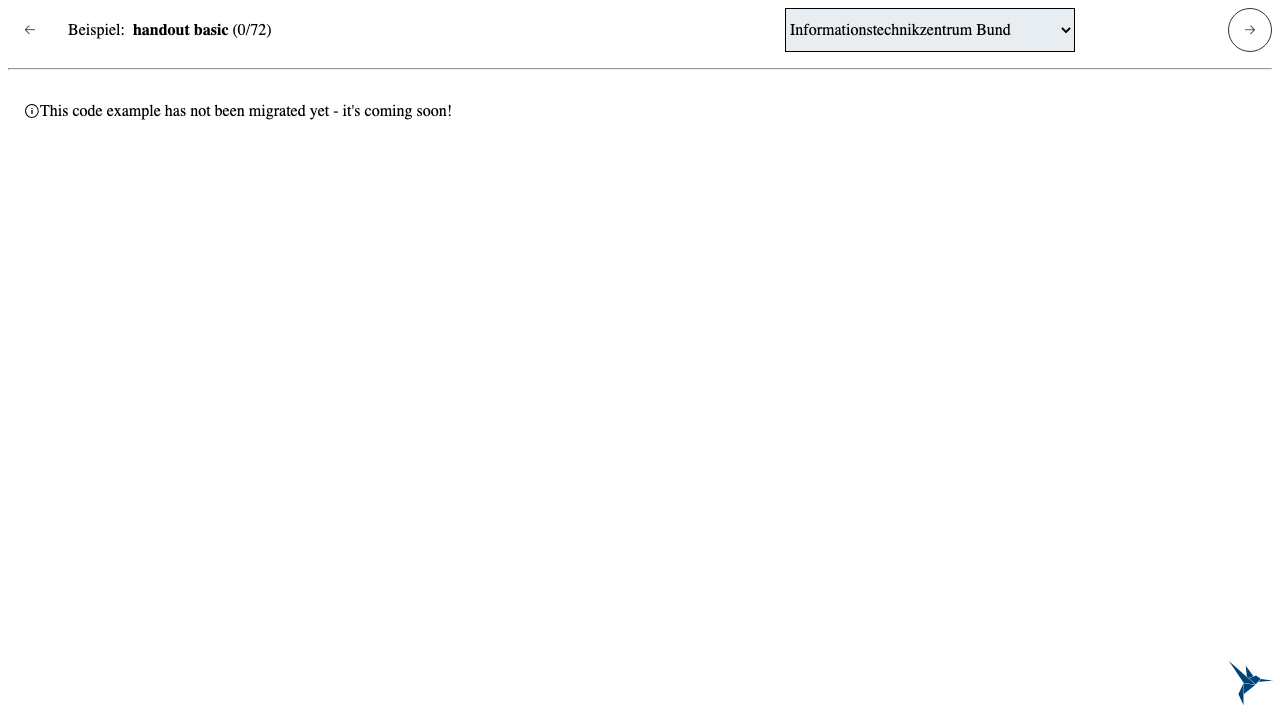 Beispiel: handout basic (0/72)
Informationstechnikzentrum Bund
This code example has not been migrated yet - it's coming soon!